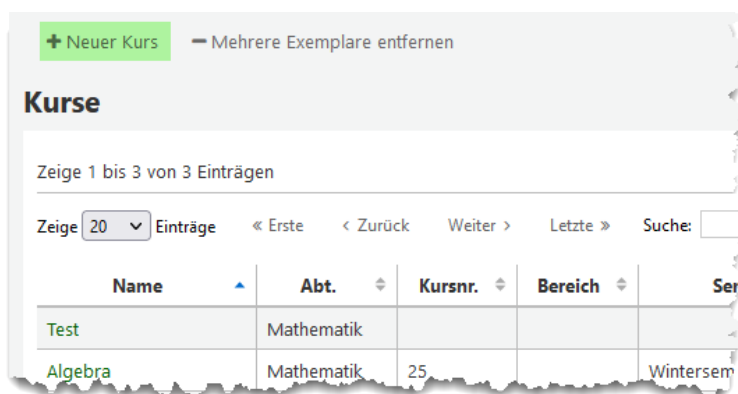 + Neuer Kurs − Mehrere Exemplare entfernen
Kurse
Zeige 1 bis 3 von 3 Einträgen
Zeige 20 Einträge « Erste ‹ Zurück Weiter › Letzte » Suche:
Name Abt. Kursnr. Bereich
Test Mathematik
Algebra Mathematik 25